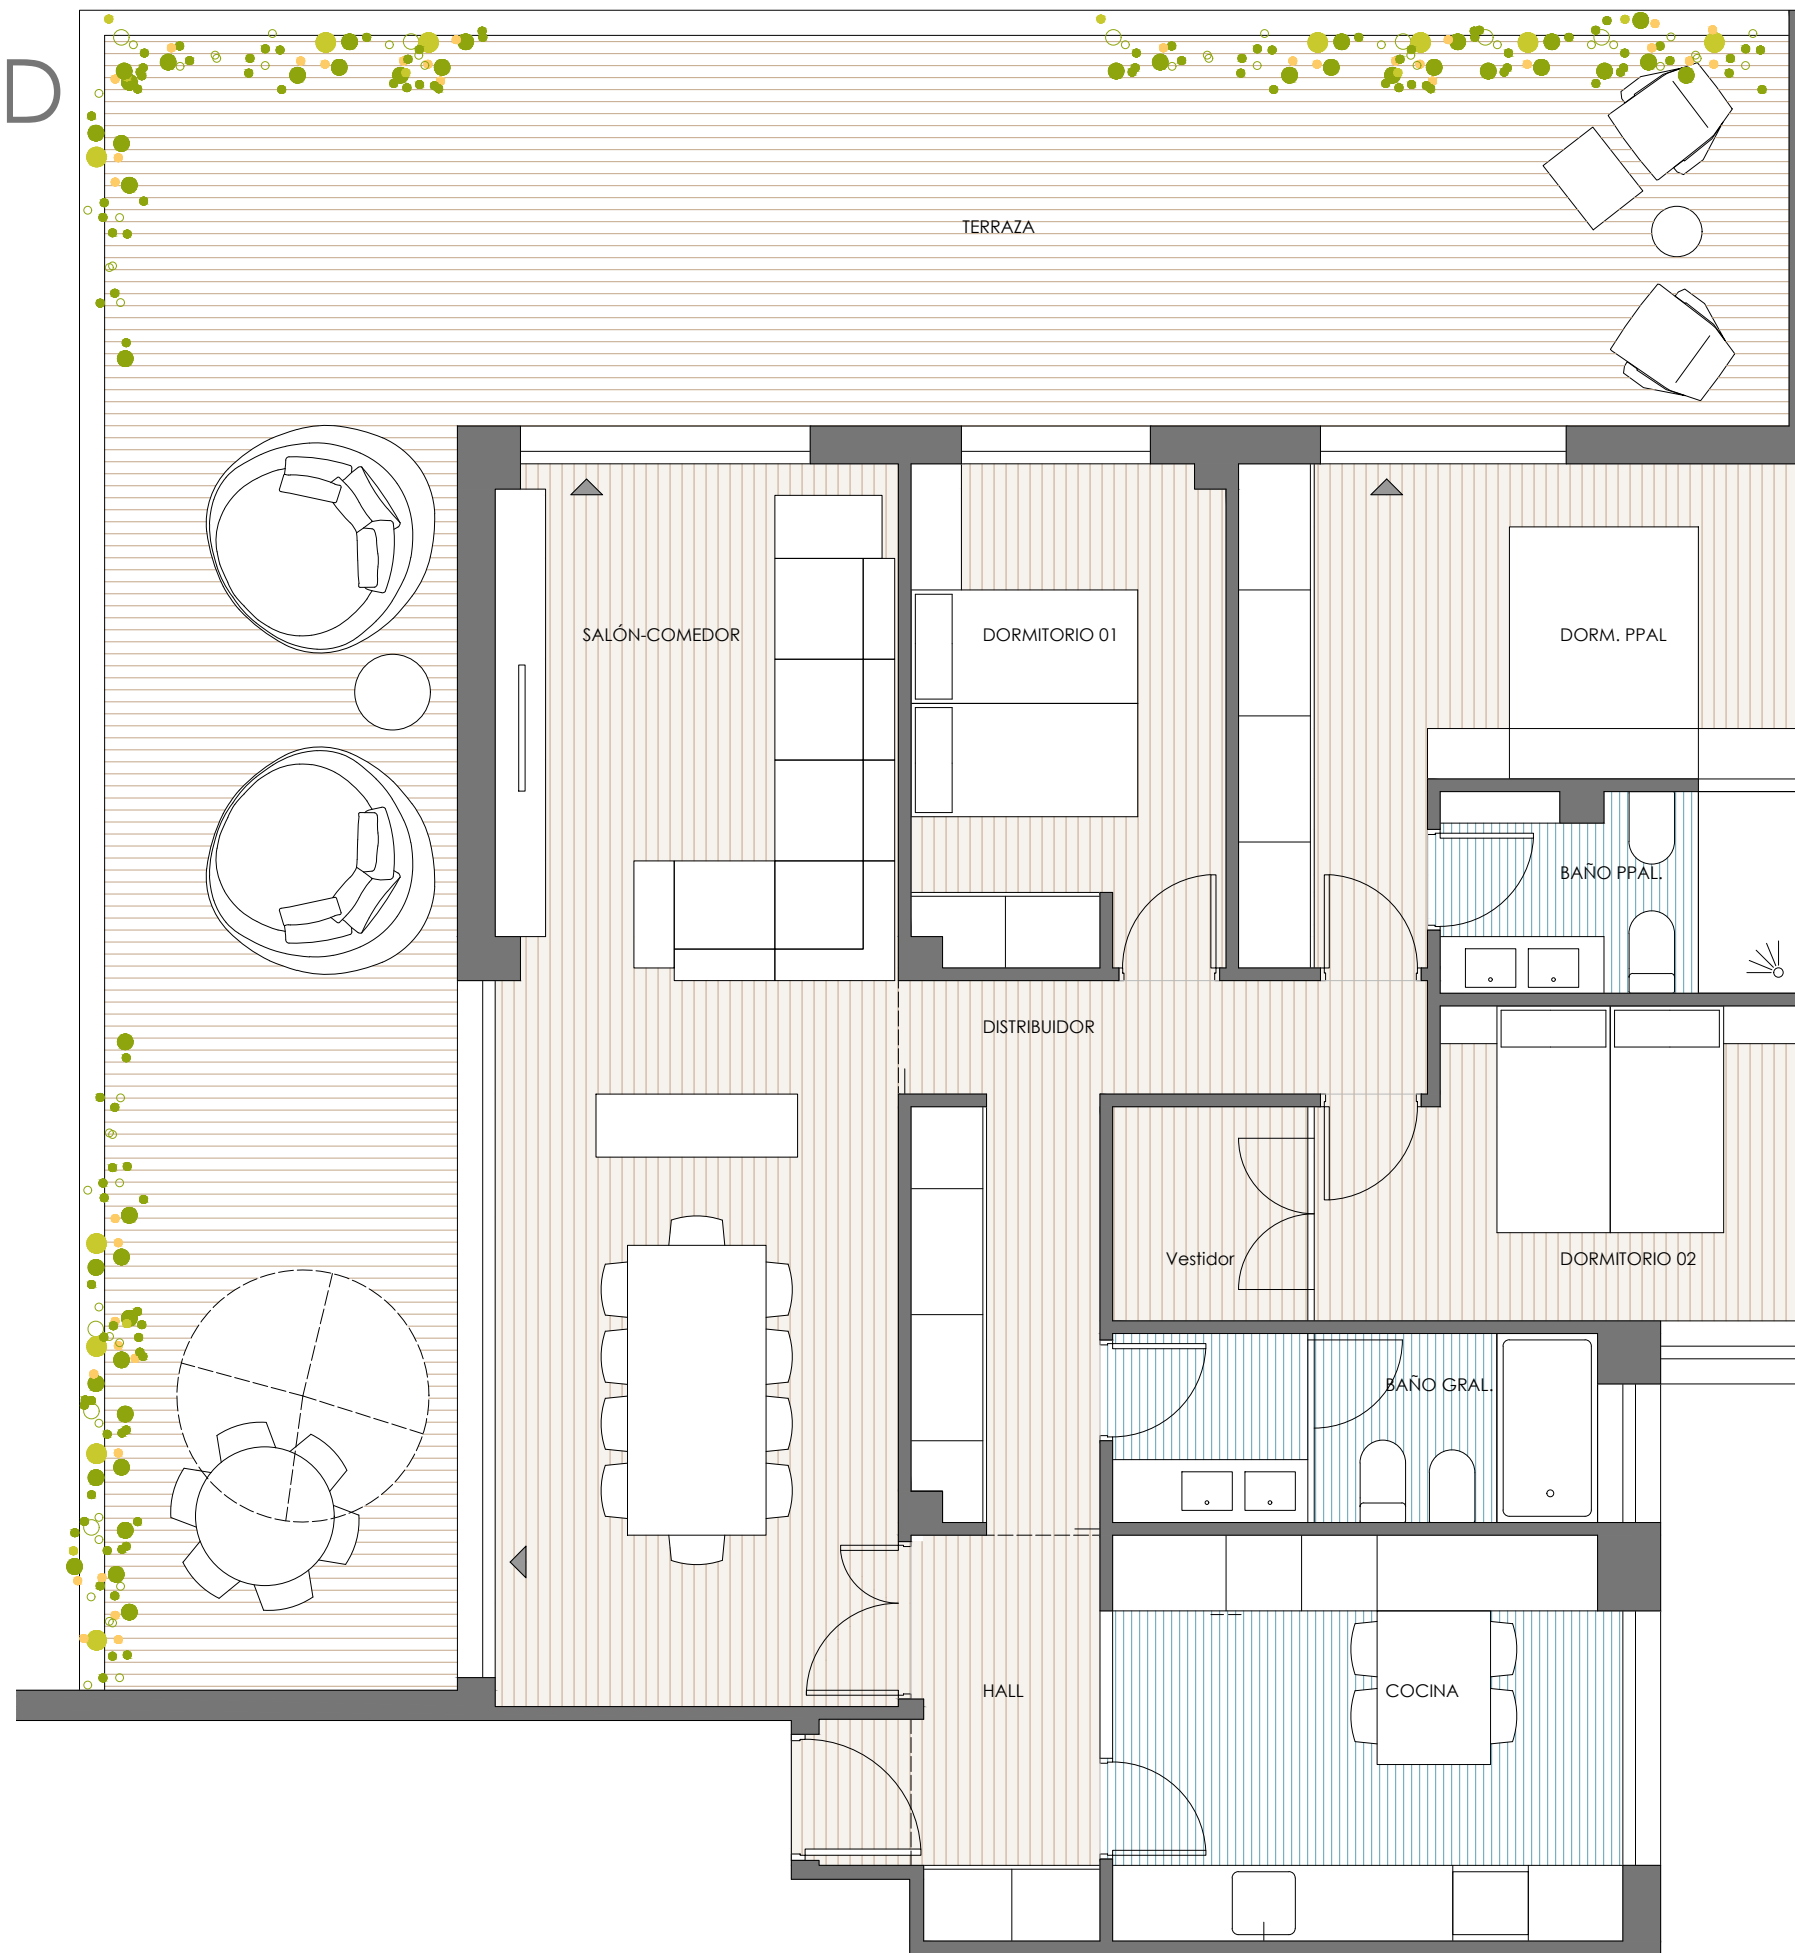 D
TERRAZA
SALÓN-COMEDOR
DORMITORIO 01
DORM. PPAL
BAÑO PPAL.
DISTRIBUIDOR
Vestidor
DORMITORIO 02
BAÑO GRAL.
HALL
COCINA